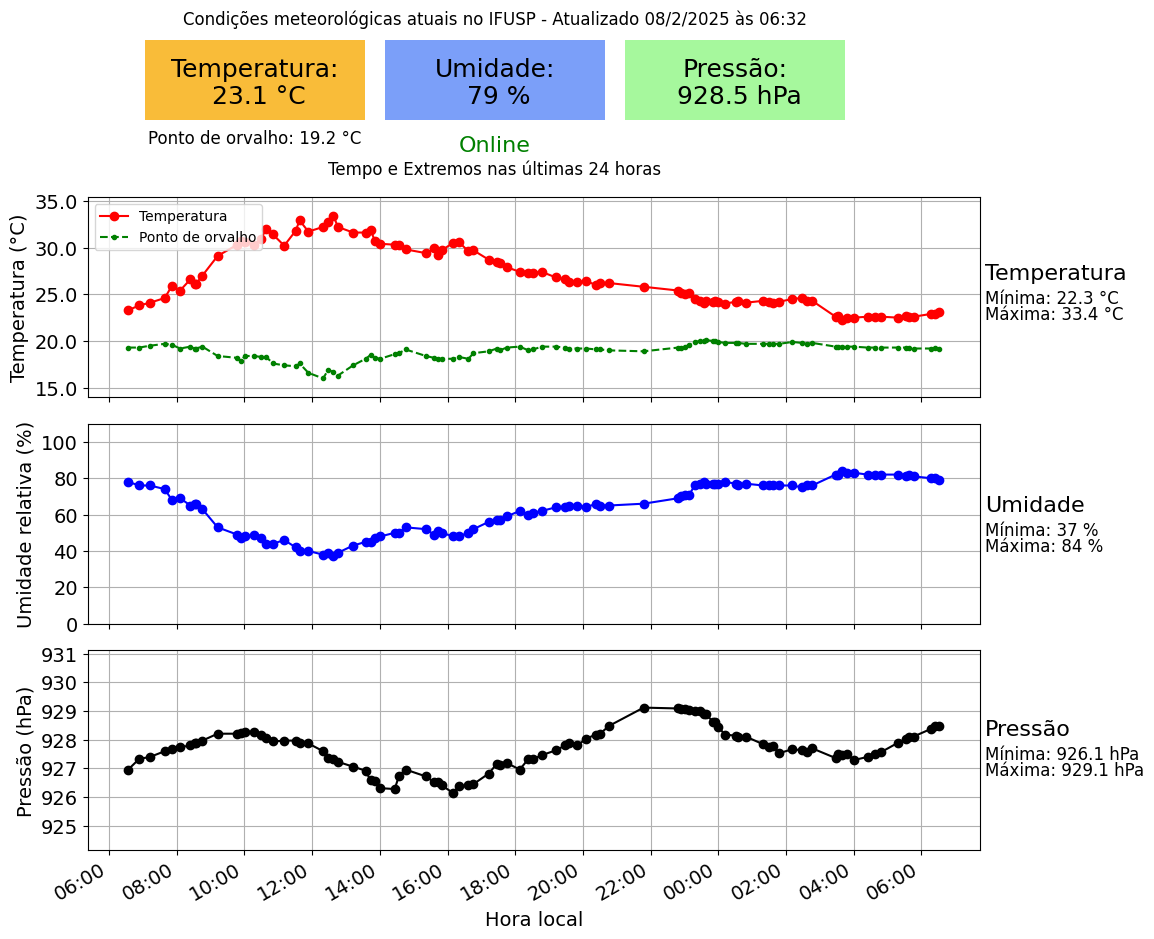 Condições meteorológicas atuais no IFUSP - Atualizado 08/2/2025 às 06:32
Temperatura:
23.1 °C
Umidade:
79 %
Pressão:
928.5 hPa
Ponto de orvalho: 19.2 °C
Online
Tempo e Extremos nas últimas 24 horas
Temperatura (°C)
35.0
30.0
25.0
20.0
15.0
Temperatura
Ponto de orvalho
Temperatura
Mínima: 22.3 °C
Máxima: 33.4 °C
Umidade relativa (%)
100
80
60
40
20
0
Umidade
Mínima: 37 %
Máxima: 84 %
Pressão (hPa)
931
930
929
928
927
926
925
Pressão
Mínima: 926.1 hPa
Máxima: 929.1 hPa
06:00 08:00 10:00 12:00 14:00 16:00 18:00 20:00 22:00 00:00 02:00 04:00 06:00
Hora local